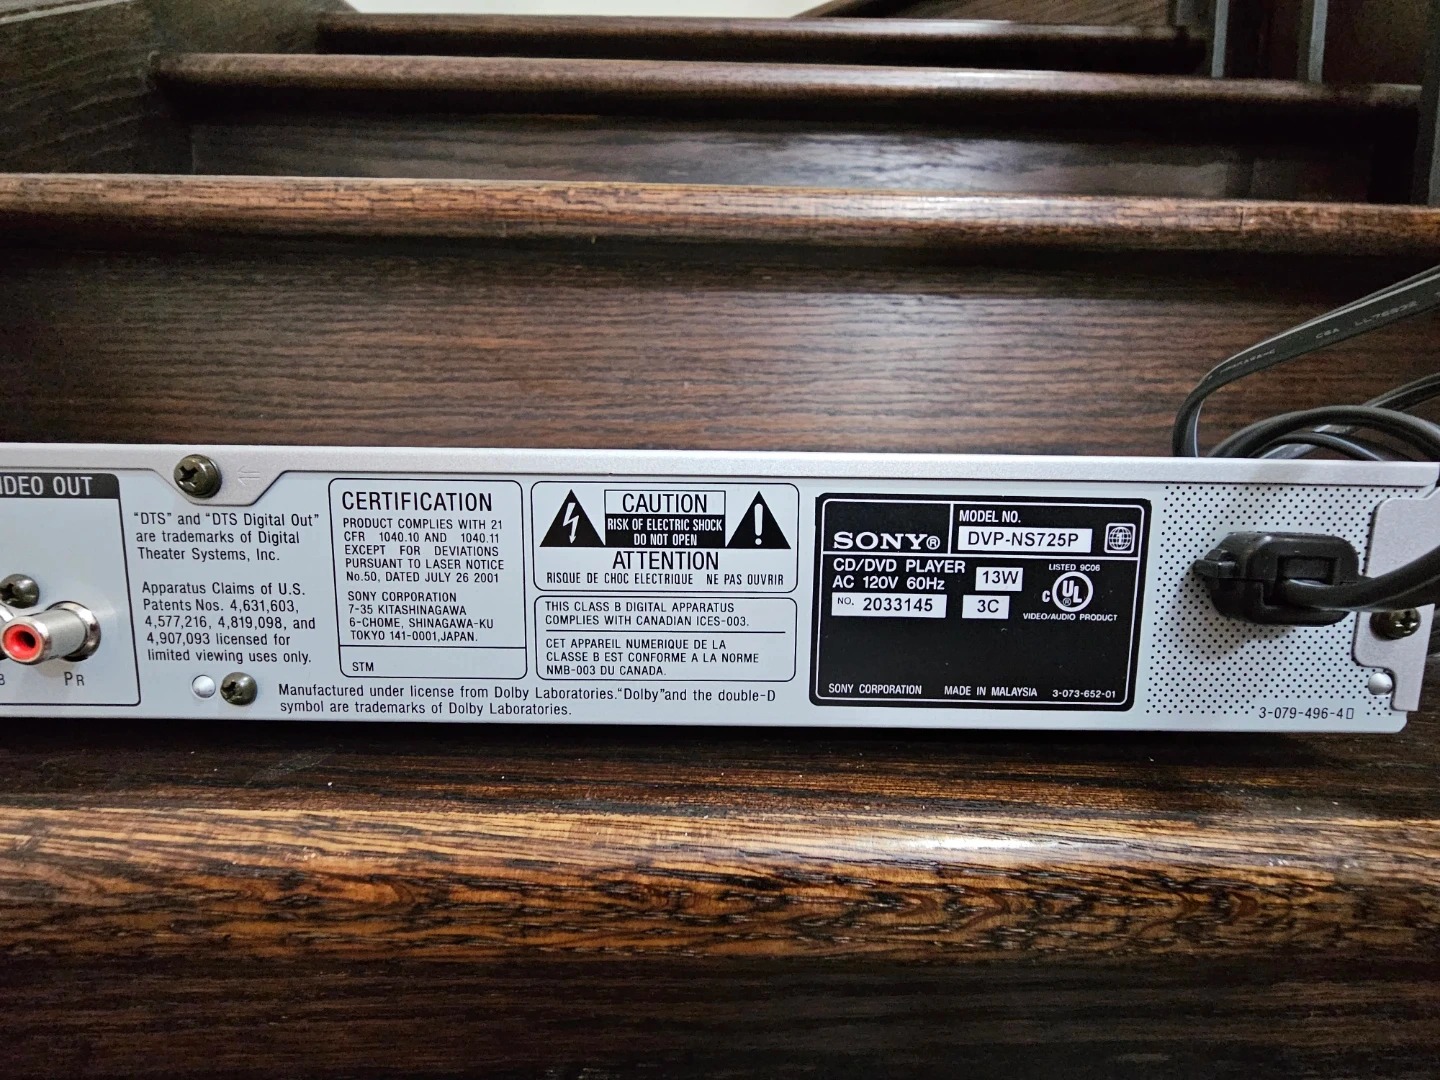 IDEO OUT
PR
"DTS" and "DTS Digital Out"
are trademarks of Digital
Theater Systems, Inc.
Apparatus Claims of U.S.
Patents Nos. 4,631,603,
4,577,216, 4,819,098, and
4,907,093 licensed for
limited viewing uses only.
CERTIFICATION
PRODUCT COMPLIES WITH 21
CFR 1040.10 AND 1040.11
EXCEPT FOR DEVIATIONS
PURSUANT TO LASER NOTICE
No.50, DATED JULY 26 2001
SONY CORPORATION
7-35 KITASHINAGAWA
6-CHOME, SHINAGAWA-KU
TOKYO 141-0001,JAPAN.
STM
Manufactured under license from Dolby Laboratories."Dolby"and the double-D
symbol are trademarks of Dolby Laboratories.
CAUTION
RISK OF ELECTRIC SHOCK
DO NOT OPEN
ATTENTION
RISQUE DE CHOC ELECTRIQUE NE PAS OUVRIR
THIS CLASS B DIGITAL APPARATUS
COMPLIES WITH CANADIAN ICES-003.
CET APPAREIL NUMERIQUE DE LA
CLASSE B EST CONFORME A LA NORME
NMB-003 DU CANADA.
SONY®
MODEL NO.
DVP-NS725P
CD/DVD PLAYER
AC 120V 60Hz
13W
NO. 2033145
3C
LISTED 9C06
C UL ®
VIDEO/AUDIO PRODUCT
SONY CORPORATION MADE IN MALAYSIA 3-073-652-01
3-079-496-4
CSA LL